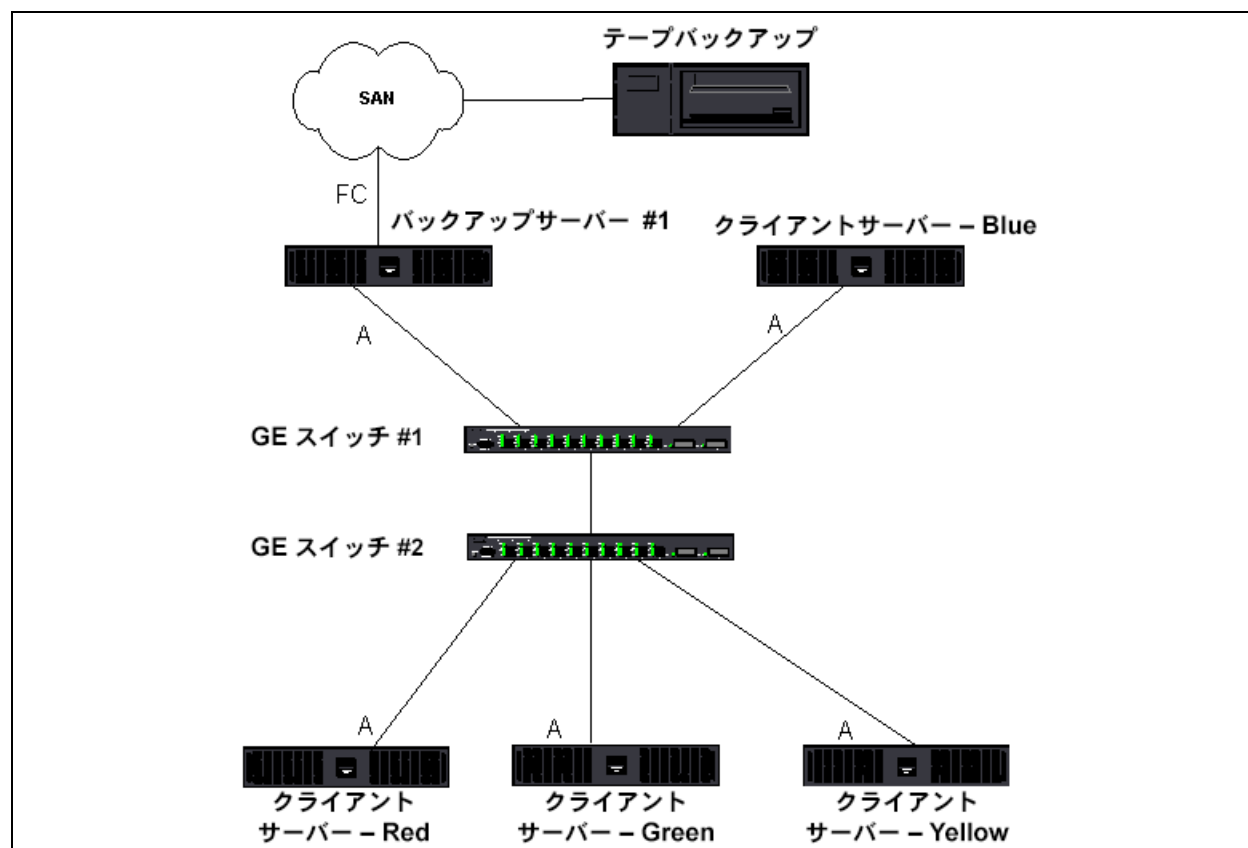 テープバックアップ
SAN
FC
バックアップサーバー #1
クライアントサーバー – Blue
A
A
GE スイッチ #1
GE スイッチ #2
A
A
A
クライアント
サーバー – Red
クライアント
サーバー – Green
クライアント
サーバー – Yellow